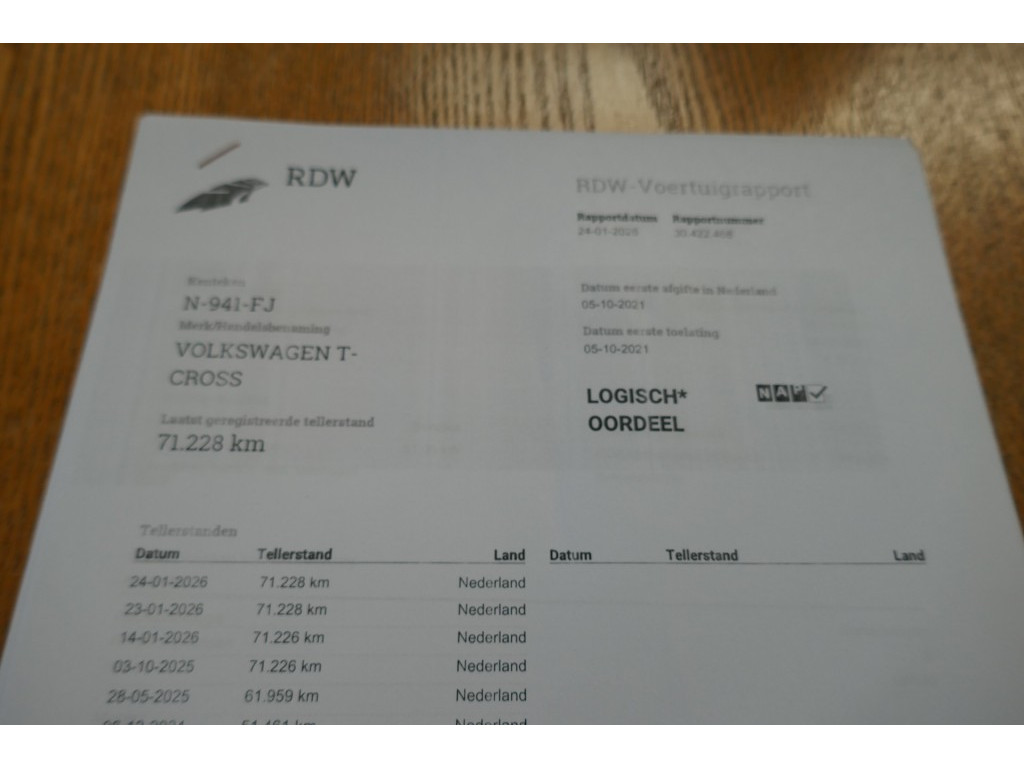 RDW
RDW-Voertuigrapport
Rapportdatum Rapportnummer
Kenteken
N-941-FJ
Merk/Handelsbenaming
VOLKSWAGEN T-
CROSS
Laatst geregistreerde tellerstand
71.228 km
Datum eerste afgifte in Nederland
05-10-2021
Datum eerste toelating
05-10-2021
LOGISCH*
OORDEEL
NAP
Tellerstanden
Datum Tellerstand Land Datum Tellerstand Land
24-01-2026 71.228 km Nederland
23-01-2026 71.228 km Nederland
14-01-2026 71.226 km Nederland
03-10-2025 71.226 km Nederland
28-05-2025 61.959 km Nederland
Nederland